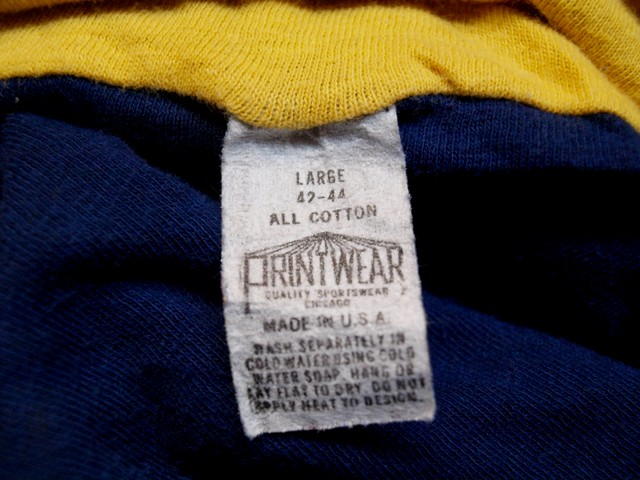 LARGE
42-44
ALL COTTON
PRINTWEAR
QUALITY SPORTSWEAR
CHICAGO
MADE IN U.S.A.
WASH SEPARATELY IN
COLD WATER USING COLD
WATER SOAP. HANG OR
LAY FLAT TO DRY. DO NOT
APPLY HEAT TO DESIGN.